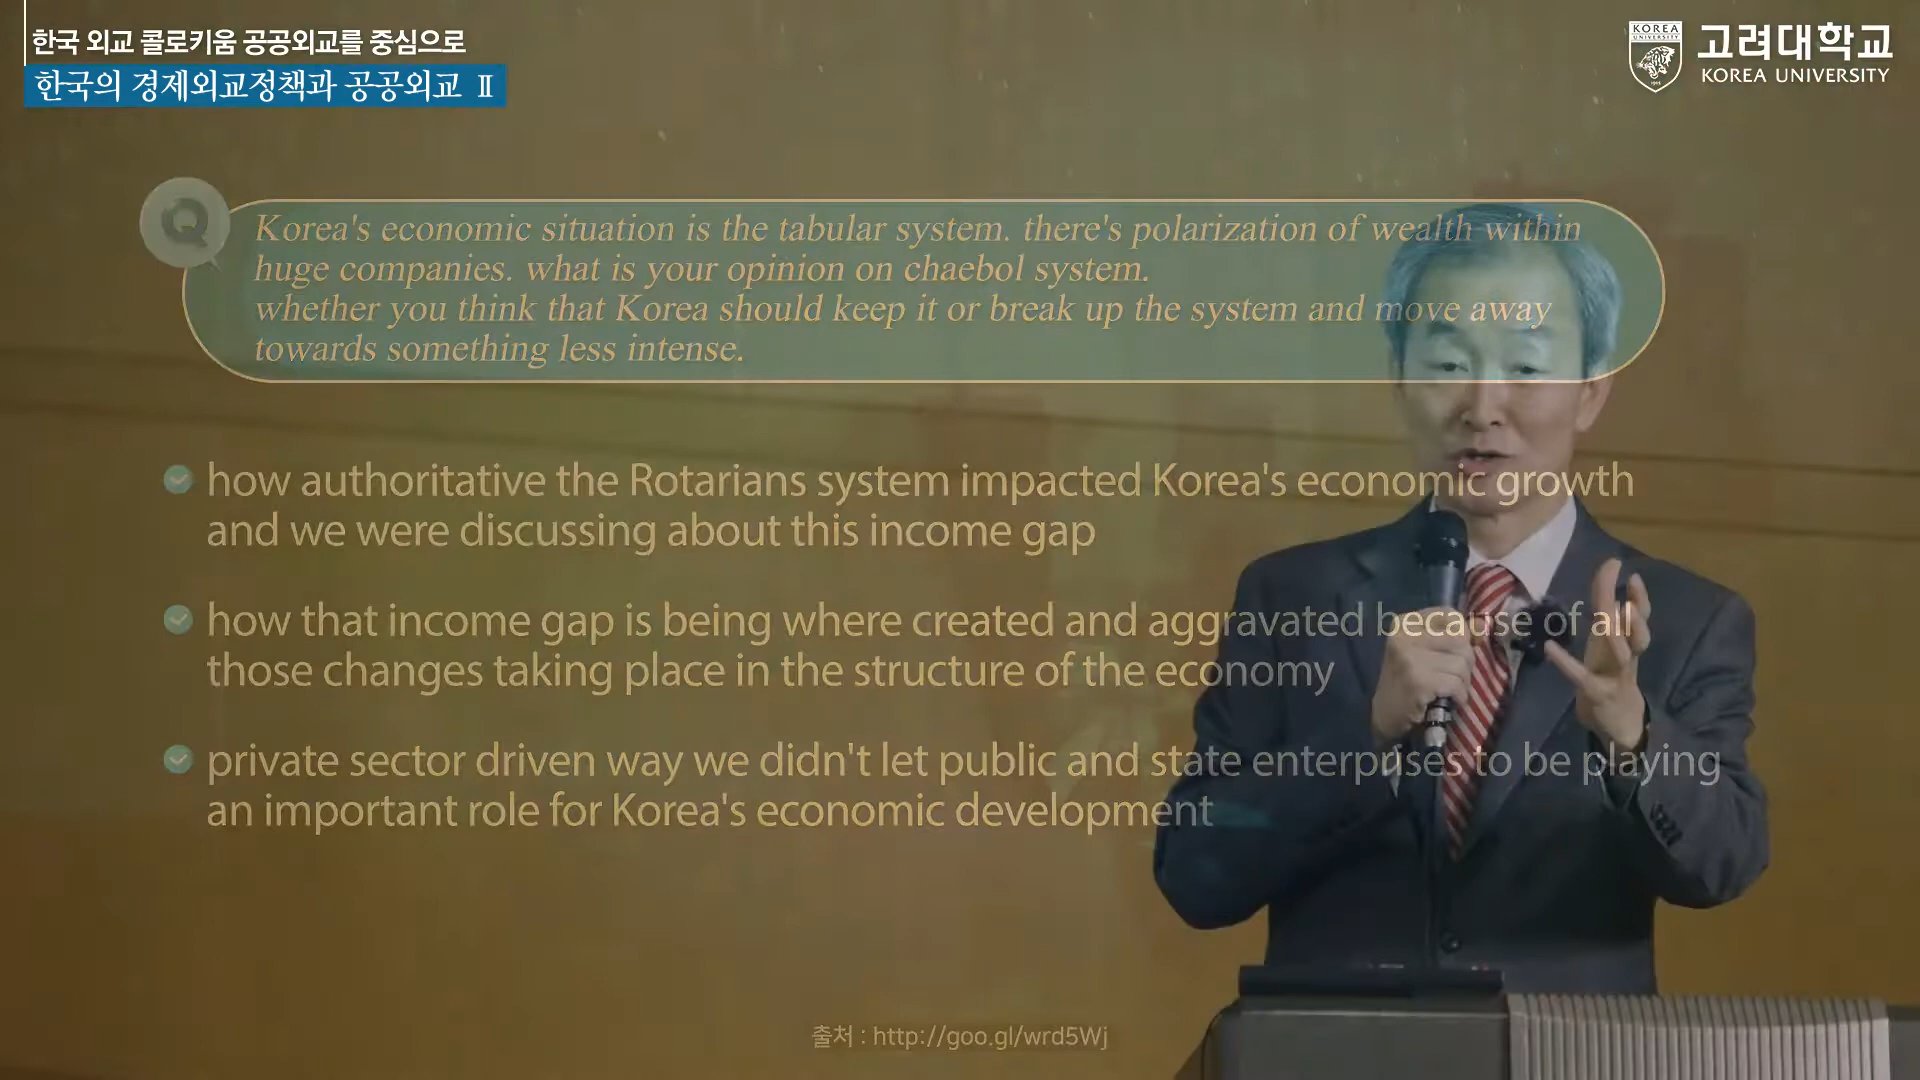 한국 외교 콜로키움 공공외교를 중심으로
한국의 경제외교정책과 공공외교 Ⅱ
KOREA
UNIVERSITY
고려대학교
KOREA UNIVERSITY
Q
Korea's economic situation is the tabular system. there's polarization of wealth within
huge companies. what is your opinion on chaebol system.
whether you think that Korea should keep it or break up the system and move away
towards something less intense.
how authoritative the Rotarians system impacted Korea's economic growth
and we were discussing about this income gap
how that income gap is being where created and aggravated because of all
those changes taking place in the structure of the economy
private sector driven way we didn't let public and state enterprises to be playing
an important role for Korea's economic development
출처 : http://goo.gl/wrd5Wj